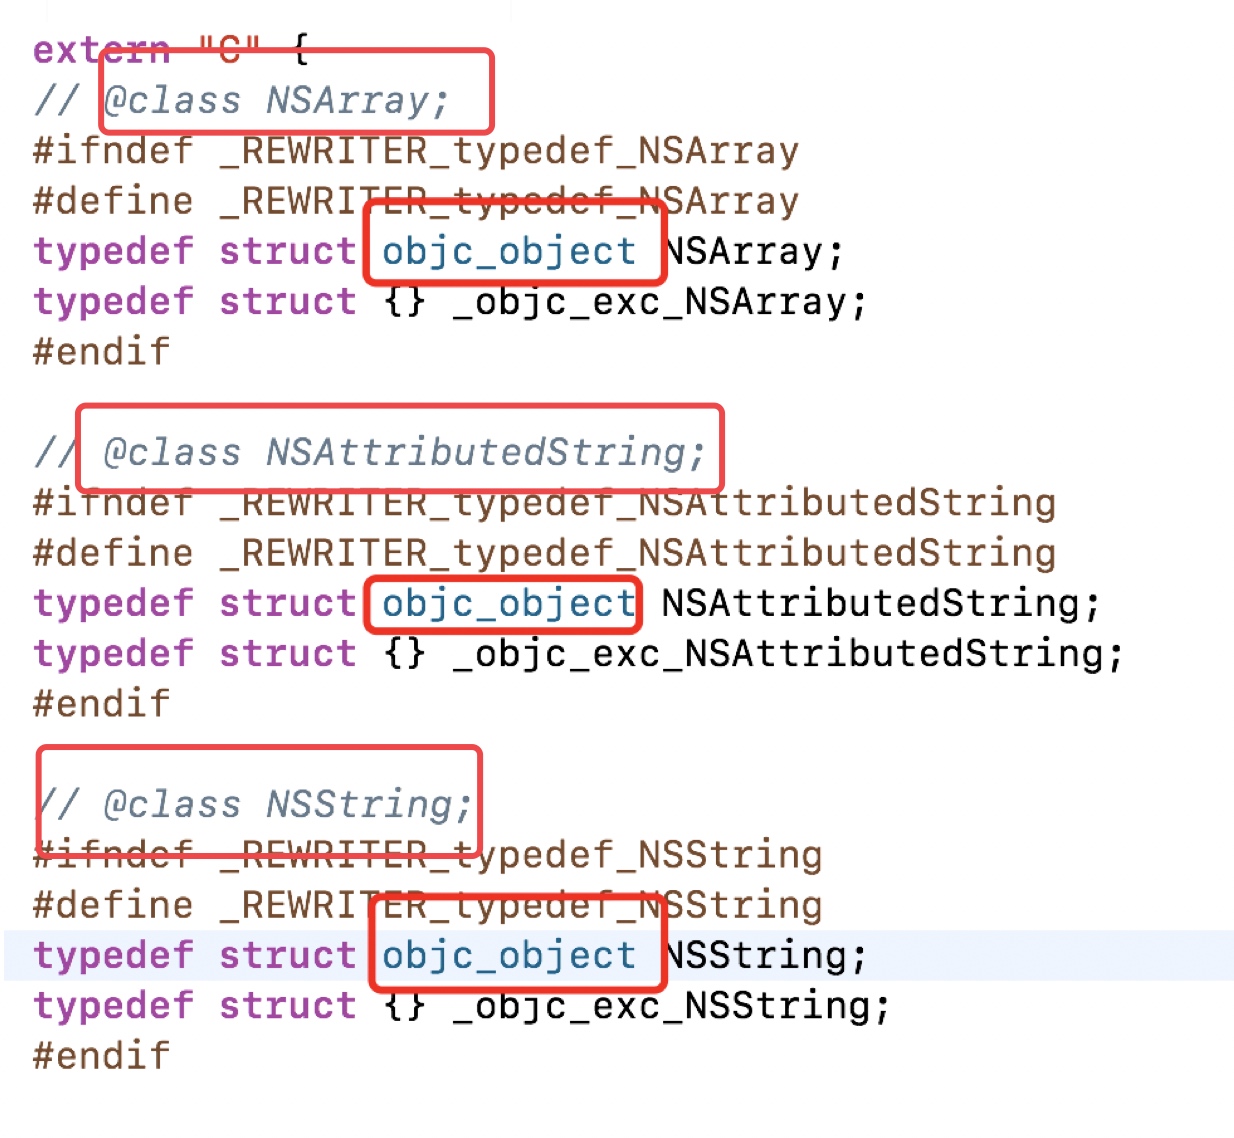 extern "C" {
// @class NSArray;
#ifndef _REWRITER_typedef_NSArray
#define _REWRITER_typedef_NSArray
typedef struct objc_object NSArray;
typedef struct {} _objc_exc_NSArray;
#endif
// @class NSAttributedString;
#ifndef _REWRITER_typedef_NSAttributedString
#define _REWRITER_typedef_NSAttributedString
typedef struct objc_object NSAttributedString;
typedef struct {} _objc_exc_NSAttributedString;
#endif
// @class NSString;
#ifndef _REWRITER_typedef_NSString
#define _REWRITER_typedef_NSString
typedef struct objc_object NSString;
typedef struct {} _objc_exc_NSString;
#endif